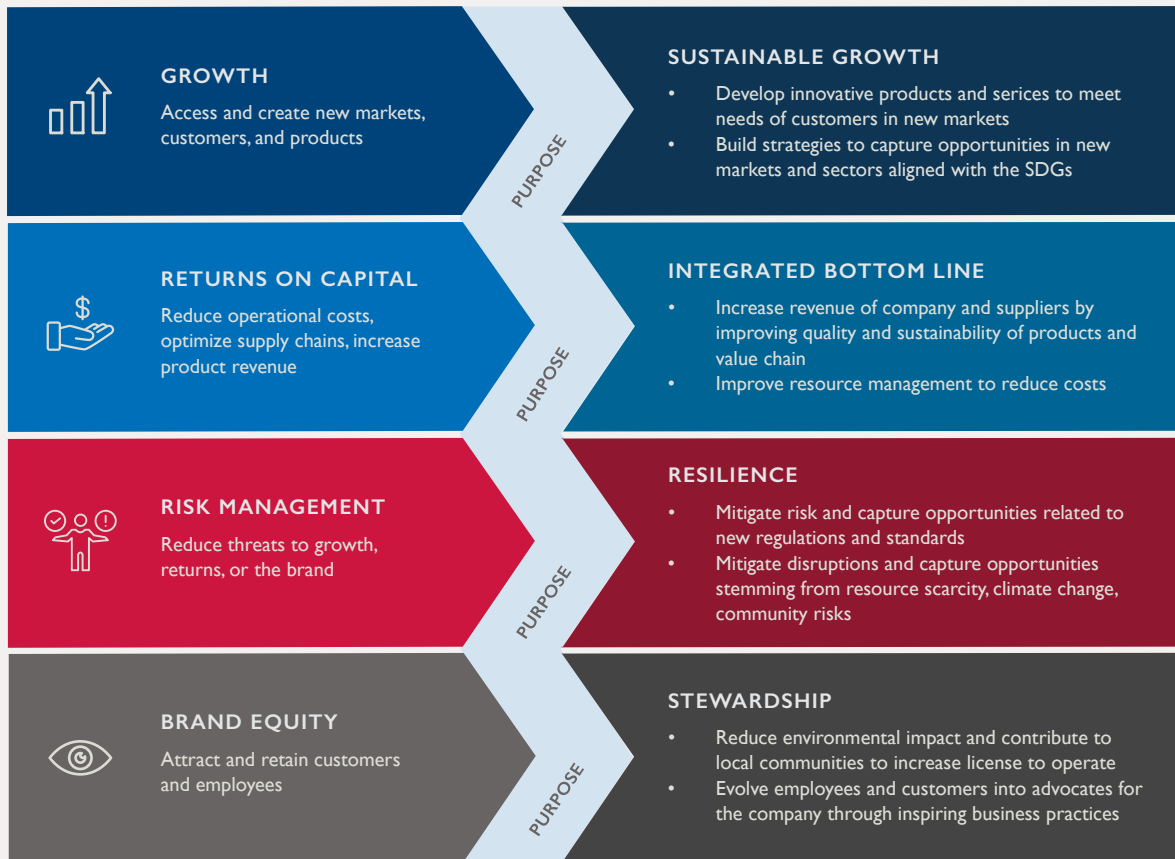 GROWTH
Access and create new markets,
customers, and products
PURPOSE
SUSTAINABLE GROWTH
• Develop innovative products and serices to meet
needs of customers in new markets
• Build strategies to capture opportunities in new
markets and sectors aligned with the SDGs
$
RETURNS ON CAPITAL
Reduce operational costs,
optimize supply chains, increase
product revenue
PURPOSE
INTEGRATED BOTTOM LINE
• Increase revenue of company and suppliers by
improving quality and sustainability of products and
value chain
• Improve resource management to reduce costs
RISK MANAGEMENT
Reduce threats to growth,
returns, or the brand
PURPOSE
RESILIENCE
• Mitigate risk and capture opportunities related to
new regulations and standards
• Mitigate disruptions and capture opportunities
stemming from resource scarcity, climate change,
community risks
BRAND EQUITY
Attract and retain customers
and employees
PURPOSE
STEWARDSHIP
• Reduce environmental impact and contribute to
local communities to increase license to operate
• Evolve employees and customers into advocates for
the company through inspiring business practices